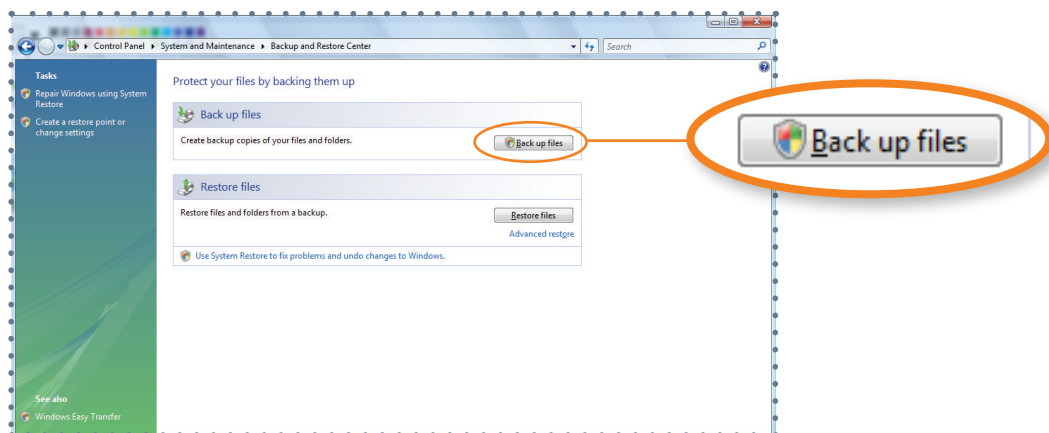 Control Panel ▸ System and Maintenance ▸ Backup and Restore Center
Search
Tasks
Repair Windows using System
Restore
Create a restore point or
change settings
See also
Windows Easy Transfer
Protect your files by backing them up
Back up files
Create backup copies of your files and folders.
Back up files
Restore files
Restore files and folders from a backup.
Restore files
Advanced restore
Use System Restore to fix problems and undo changes to Windows.
Back up files